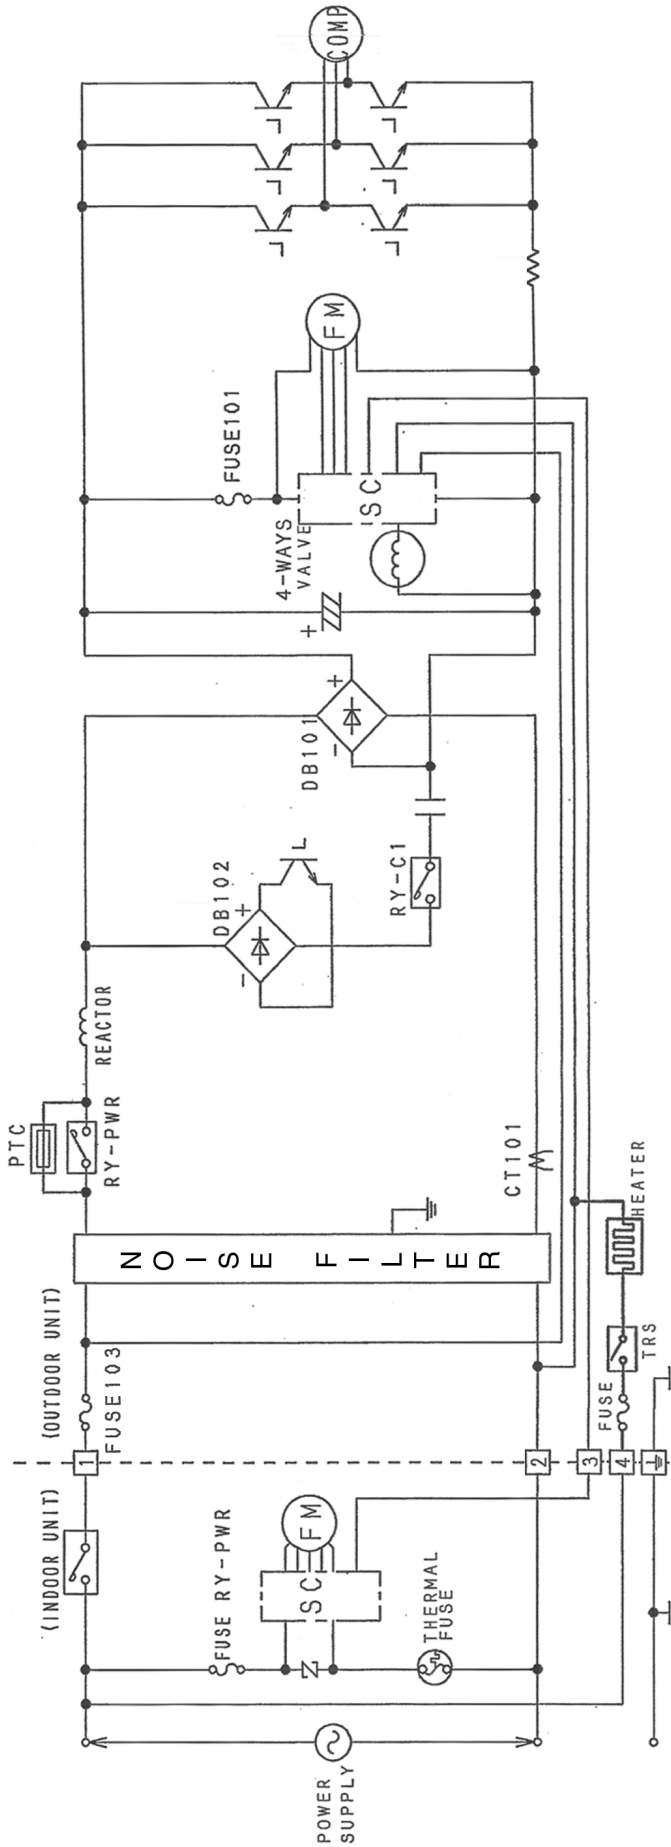 POWER
SUPPLY
(INDOOR UNIT)
FUSE RY-PWR
SC
FM
THERMAL
FUSE
1
2
3
4
(OUTDOOR UNIT)
FUSE103
FUSE
TRS
HEATER
NOISE FILTER
PTC
RY-PWR
CT101
REACTOR
DB102
+
-
L
RY-C1
DB101
+
-
+
4-WAYS
VALVE
SC
FUSE101
FM
COMP